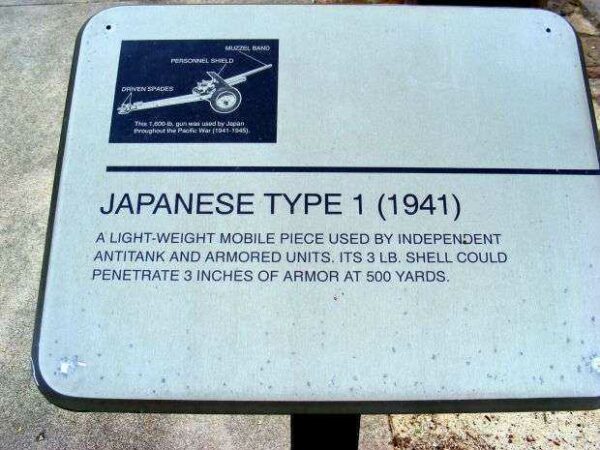 MUZZEL BAND
PERSONNEL SHIELD
DRIVEN SPADES
This 1,600-lb. gun was used by Japan
throughout the Pacific War (1941-1945).
JAPANESE TYPE 1 (1941)
A LIGHT-WEIGHT MOBILE PIECE USED BY INDEPENDENT
ANTITANK AND ARMORED UNITS. ITS 3 LB. SHELL COULD
PENETRATE 3 INCHES OF ARMOR AT 500 YARDS.